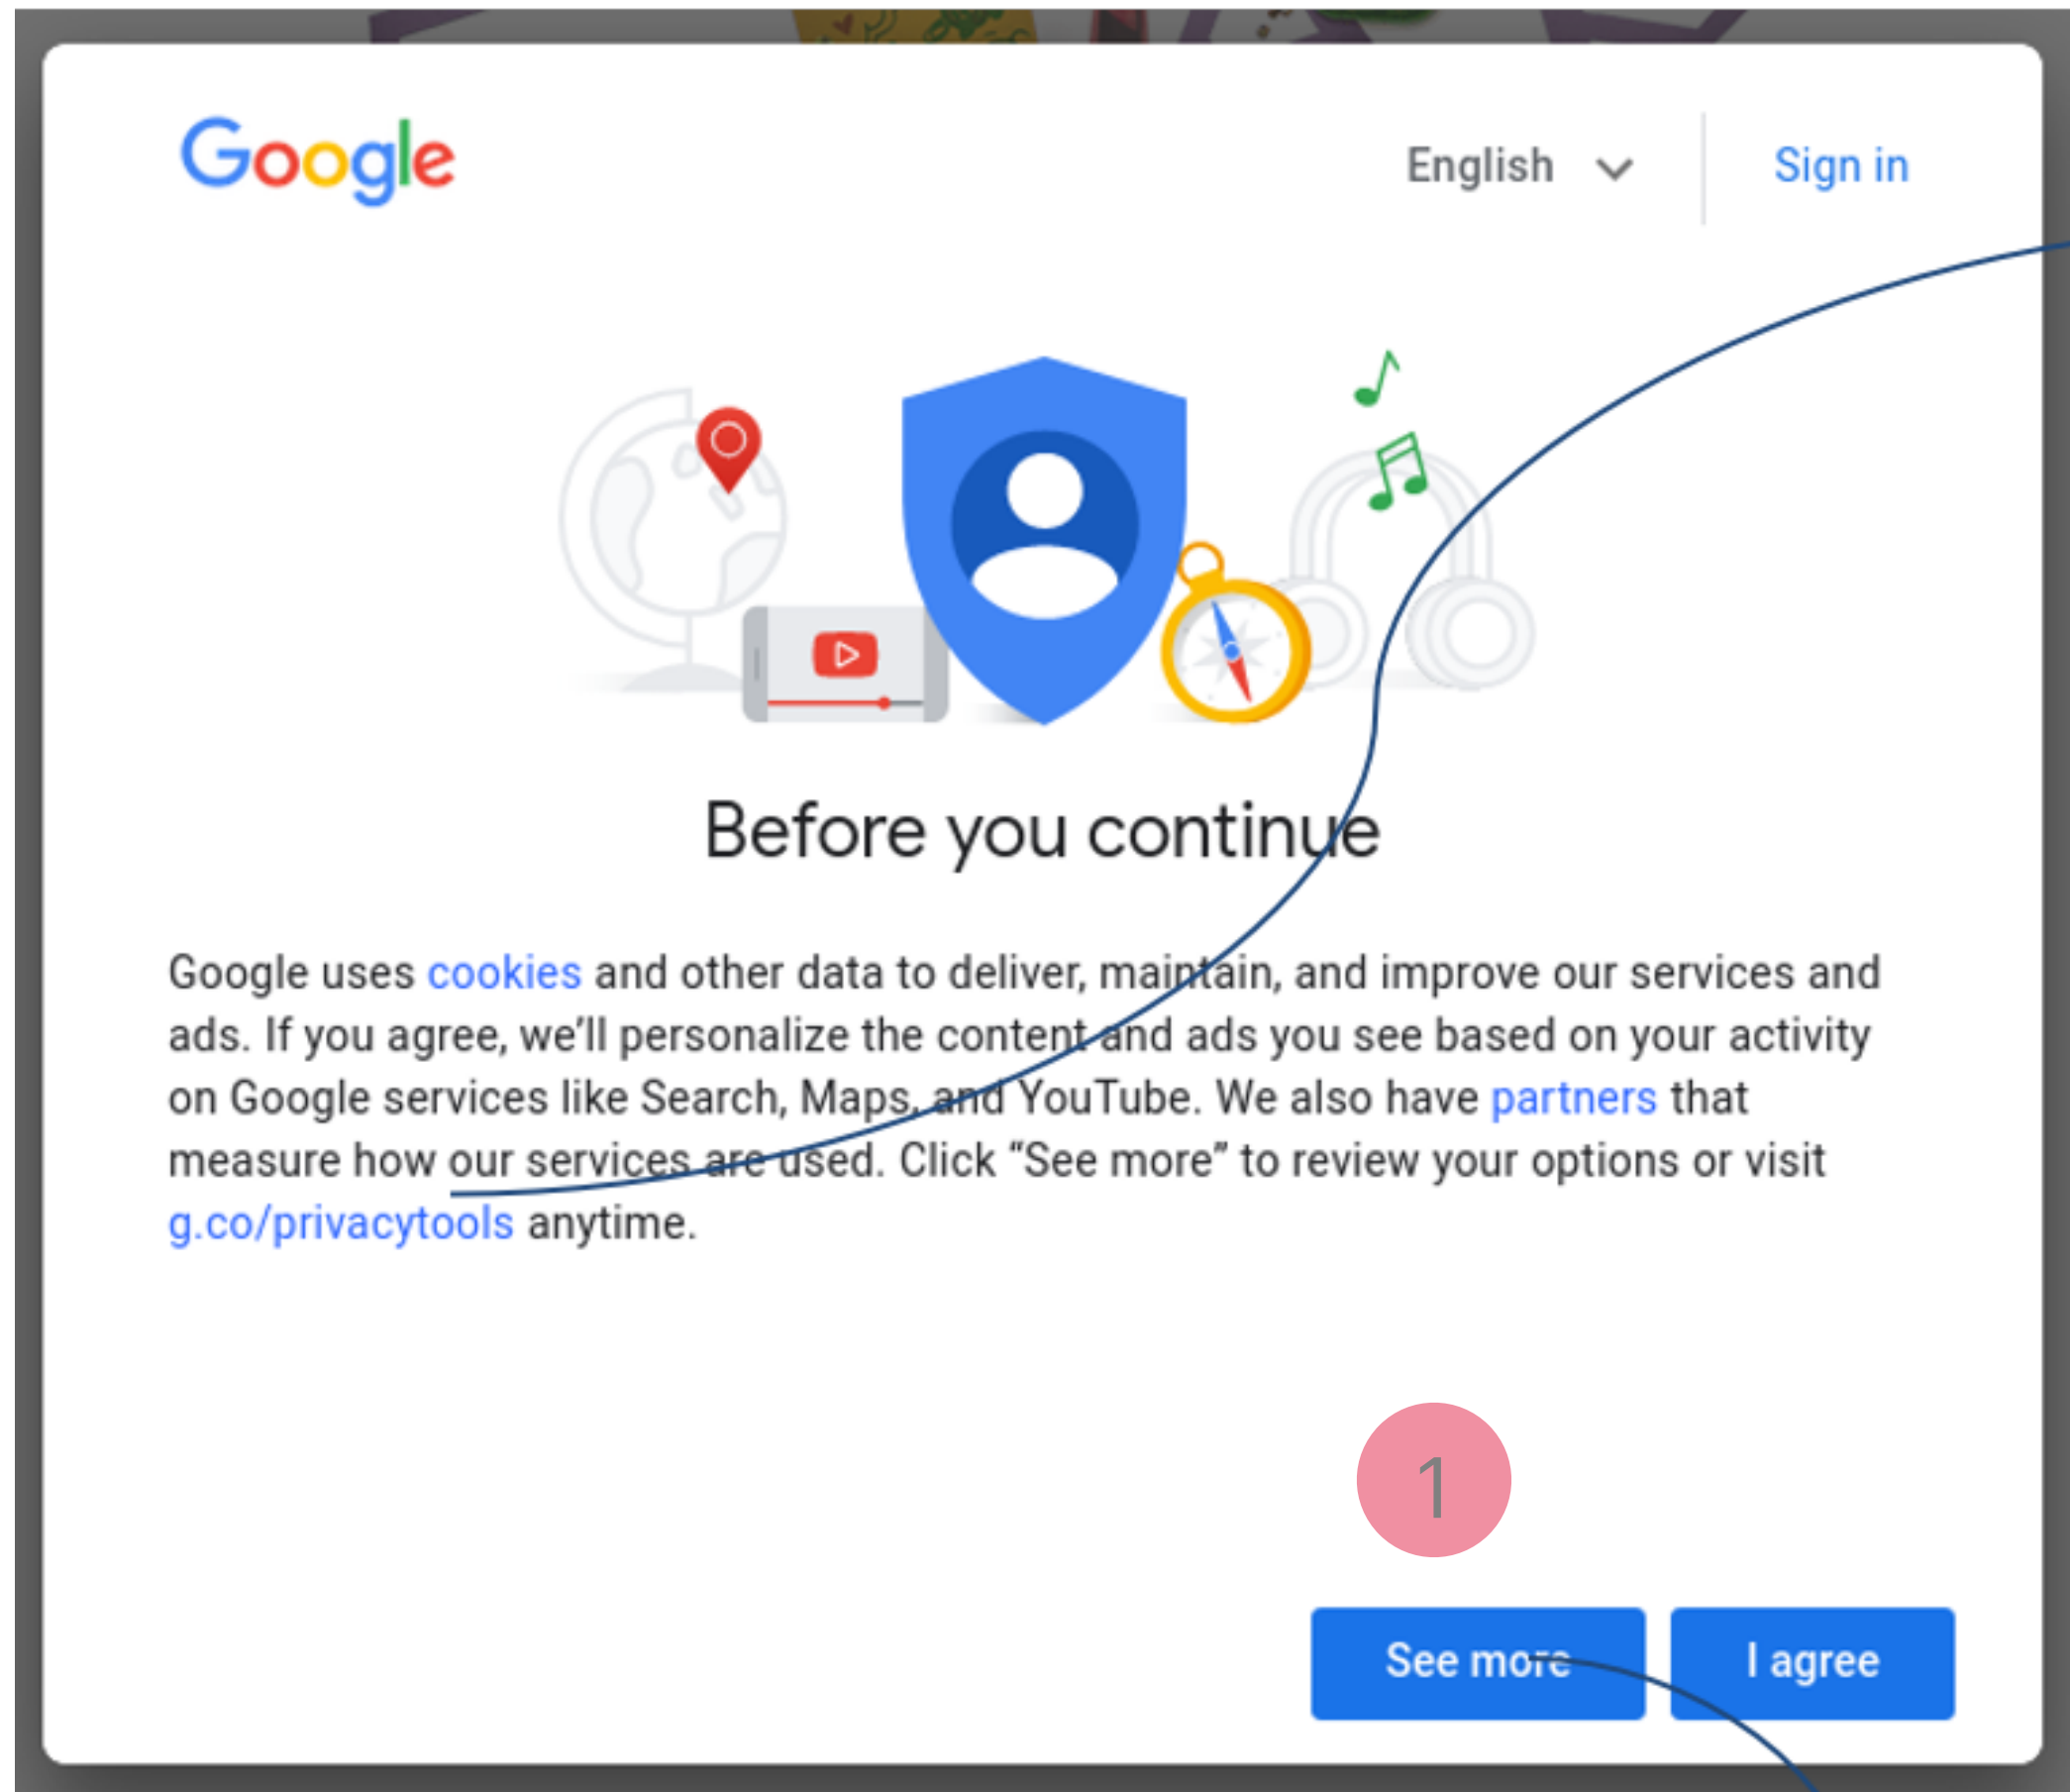 Google
English
Sign in
Before you continue
Google uses cookies and other data to deliver, maintain, and improve our services and
ads. If you agree, we’ll personalize the content and ads you see based on your activity
on Google services like Search, Maps, and YouTube. We also have partners that
measure how our services are used. Click “See more” to review your options or visit
g.co/privacytools anytime.
1
See more
I agree